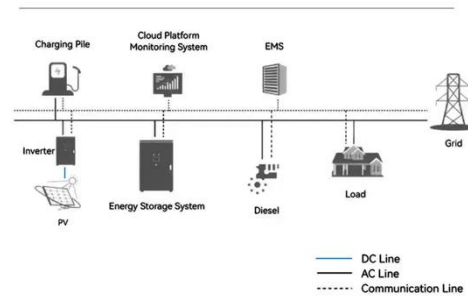 Charging Pile
Cloud Platform
Monitoring System
EMS
Grid
Inverter
PV
Energy Storage System
Diesel
Load
DC Line
AC Line
Communication Line